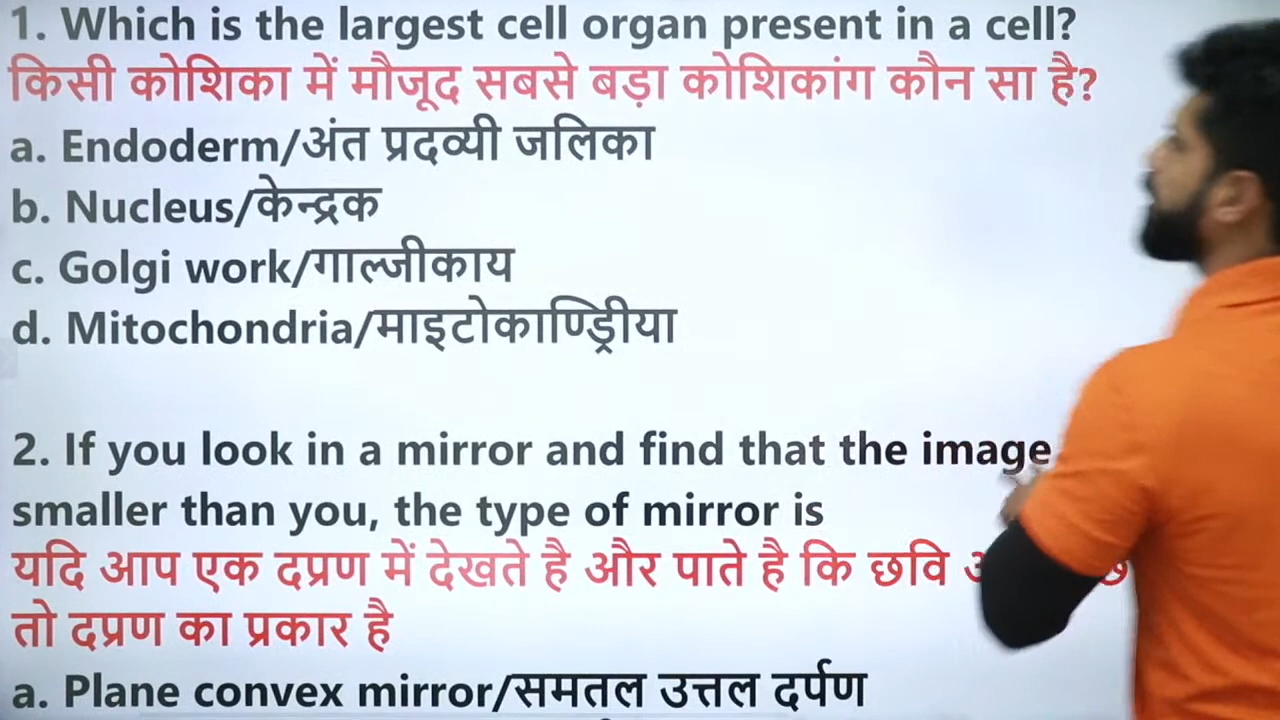 1. Which is the largest cell organ present in a cell?
किसी कोशिका में मौजूद सबसे बड़ा कोशिकांग कौन सा है?
a. Endoderm/अंत प्रदव्यी जलिका
b. Nucleus/केन्द्रक
c. Golgi work/गाल्जीकाय
d. Mitochondria/माइटोकाण्ड्रिीया
2. If you look in a mirror and find that the image
smaller than you, the type of mirror is
यदि आप एक दप्रण में देखते है और पाते है कि छवि
तो दप्रण का प्रकार है
a. Plane convex mirror/समतल उत्तल दर्पण